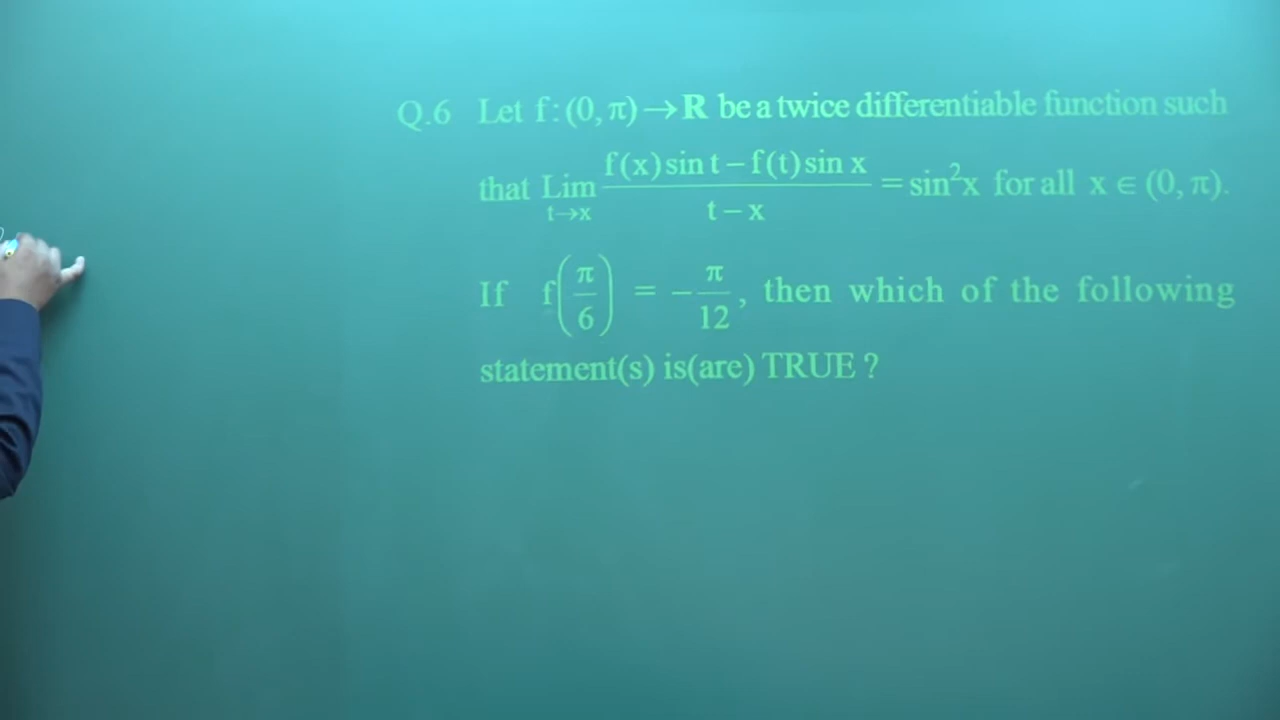 Q.6 Let f:(0, π)→R be a twice differentiable function such
that Lim t→x f(x) sin t – f(t) sin x / t – x = sin²x for all x ∈ (0, π).
If f(π/6) = –π/12, then which of the following
statement(s) is(are) TRUE ?